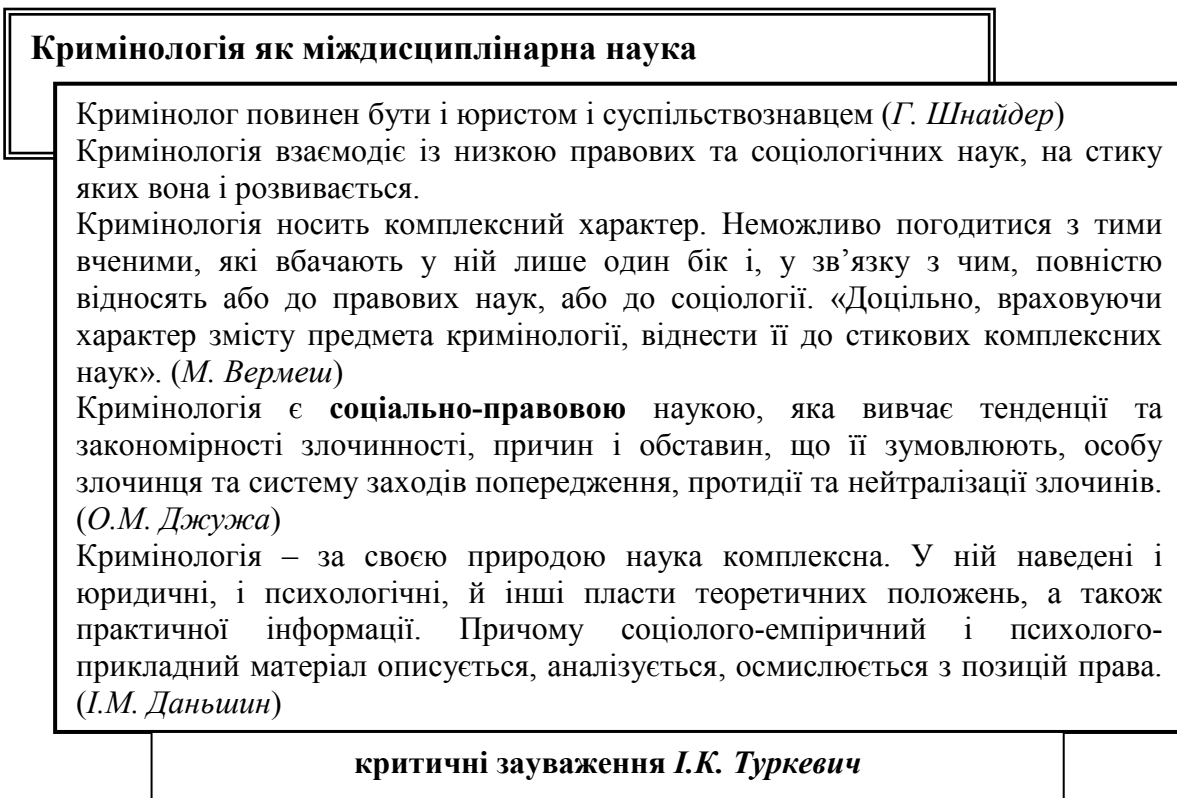 Кримінологія як міждисциплінарна наука
Кримінолог повинен бути і юристом і суспільствознавцем (Г. Шнайдер)
Кримінологія взаємодіє із низкою правових та соціологічних наук, на стику
яких вона і розвивається.
Кримінологія носить комплексний характер. Неможливо погодитися з тими
вченими, які вбачають у ній лише один бік і, у зв’язку з чим, повністю
відносять або до правових наук, або до соціології. «Доцільно, враховуючи
характер змісту предмета кримінології, віднести її до стикових комплексних
наук». (М. Вермеш)
Кримінологія є соціально-правовою наукою, яка вивчає тенденції та
закономірності злочинності, причин і обставин, що її зумовлюють, особу
злочинця та систему заходів попередження, протидії та нейтралізації злочинів.
(О.М. Джужа)
Кримінологія – за своєю природою наука комплексна. У ній наведені і
юридичні, і психологічні, й інші пласти теоретичних положень, а також
практичної інформації. Причому соціолого-емпіричний і психолого-
прикладний матеріал описується, аналізується, осмислюється з позицій права.
(І.М. Даньшин)
критичні зауваження І.К. Туркевич